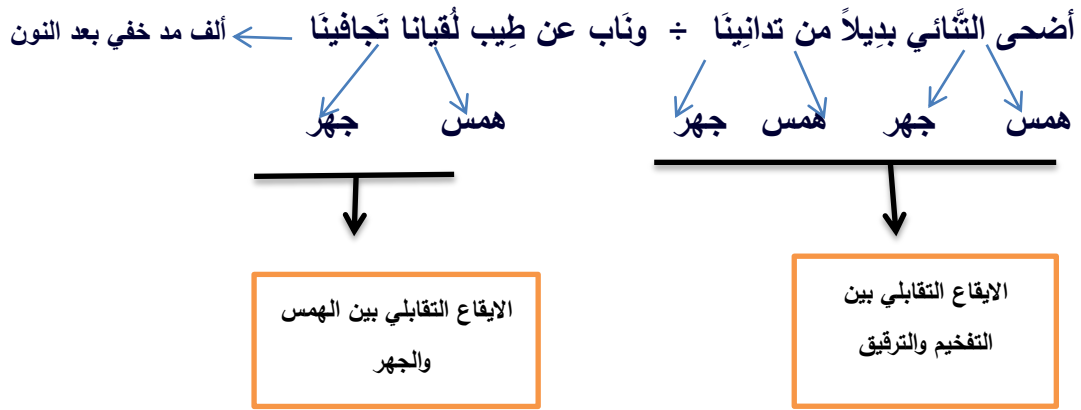 أضحى التَّنائي بدِيلاً من تدانِينَا ÷ ونَاب عن طِيب لُقيانا تَجافينَا ألف مد خفي بعد النون
همس جهر همس جهر همس جهر
الايقاع التقابلي بين
التفخيم والترقيق
الايقاع التقابلي بين الهمس
والجهر